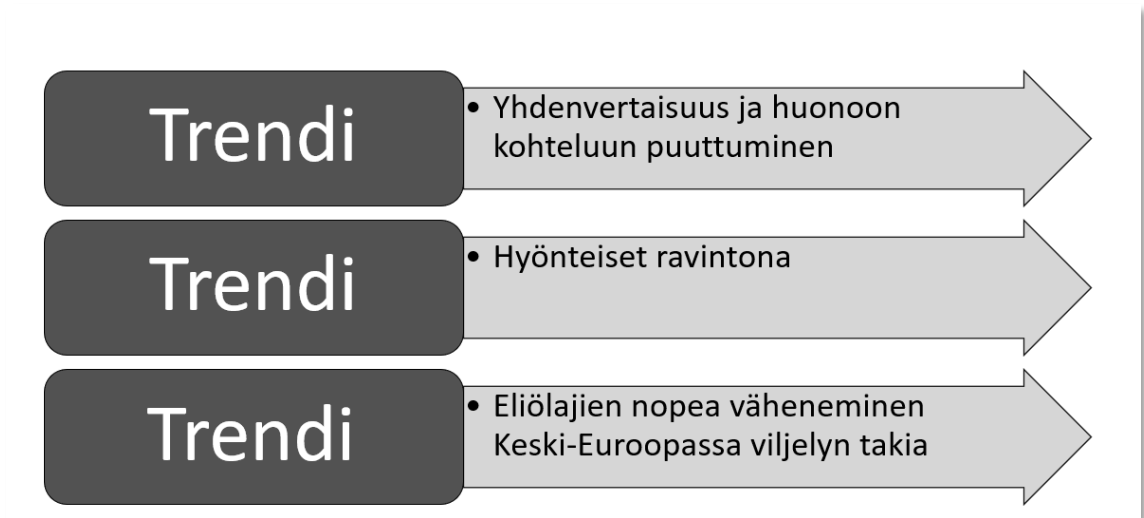 Trendi
• Yhdenvertaisuus ja huonoon
kohteluun puuttuminen
Trendi
• Hyönteiset ravintona
Trendi
• Eliölajien nopea väheneminen
Keski-Euroopassa viljelyn takia